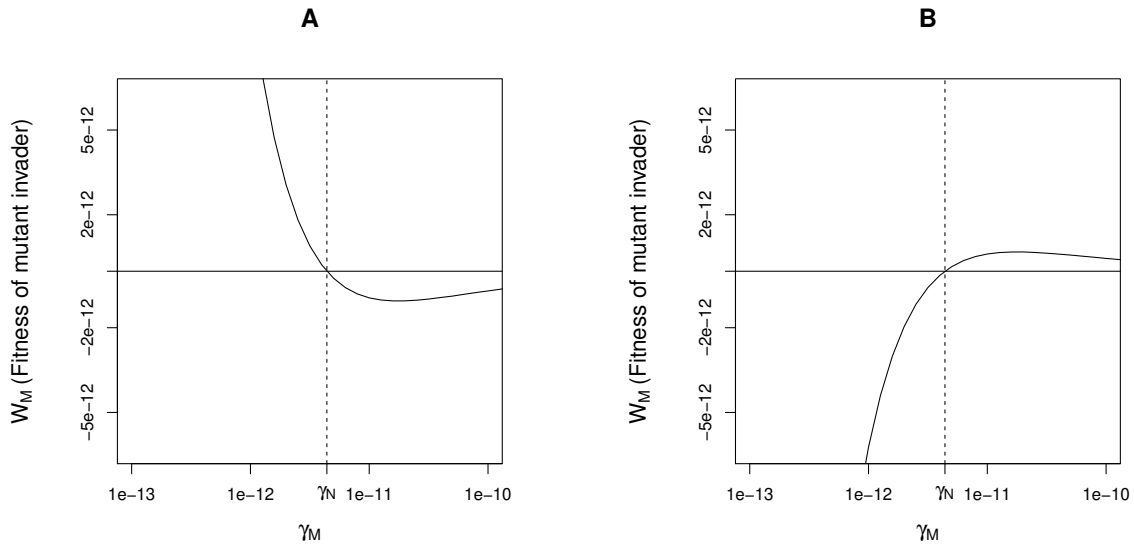 A
W_M (Fitness of mutant invader)
5e−12
2e−12
−2e−12
−5e−12
1e−13 1e−12 γN 1e−11 1e−10
γM
B
W_M (Fitness of mutant invader)
5e−12
2e−12
−2e−12
−5e−12
1e−13 1e−12 γN 1e−11 1e−10
γM